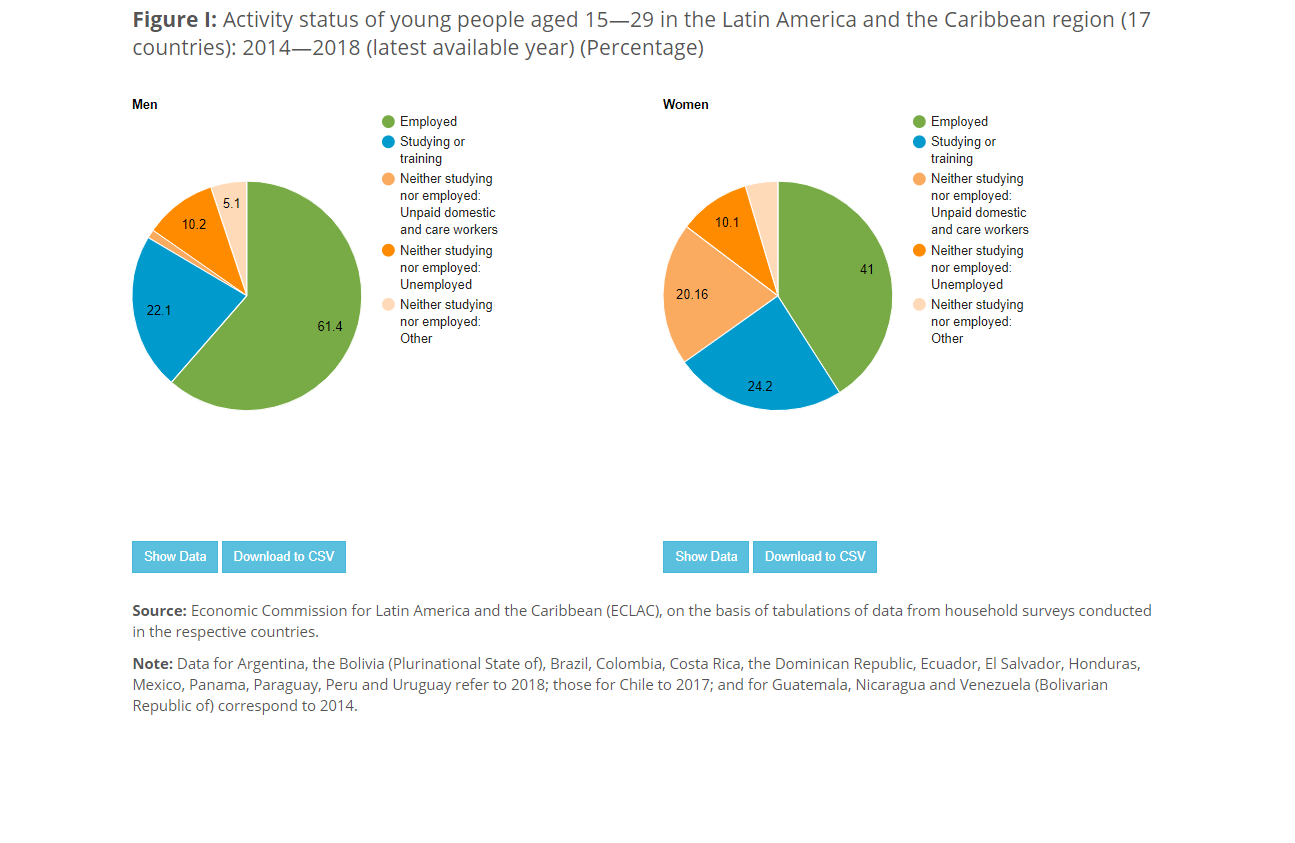 Figure I: Activity status of young people aged 15—29 in the Latin America and the Caribbean region (17
countries): 2014—2018 (latest available year) (Percentage)
Men
Employed
Studying or
training
Neither studying
nor employed:
Unpaid domestic
and care workers
Neither studying
nor employed:
Unemployed
Neither studying
nor employed:
Other
5.1
10.2
22.1
61.4
Women
Employed
Studying or
training
Neither studying
nor employed:
Unpaid domestic
and care workers
Neither studying
nor employed:
Unemployed
Neither studying
nor employed:
Other
10.1
41
20.16
24.2
Show Data
Download to CSV
Show Data
Download to CSV
Source: Economic Commission for Latin America and the Caribbean (ECLAC), on the basis of tabulations of data from household surveys conducted
in the respective countries.
Note: Data for Argentina, the Bolivia (Plurinational State of), Brazil, Colombia, Costa Rica, the Dominican Republic, Ecuador, El Salvador, Honduras,
Mexico, Panama, Paraguay, Peru and Uruguay refer to 2018; those for Chile to 2017; and for Guatemala, Nicaragua and Venezuela (Bolivarian
Republic of) correspond to 2014.